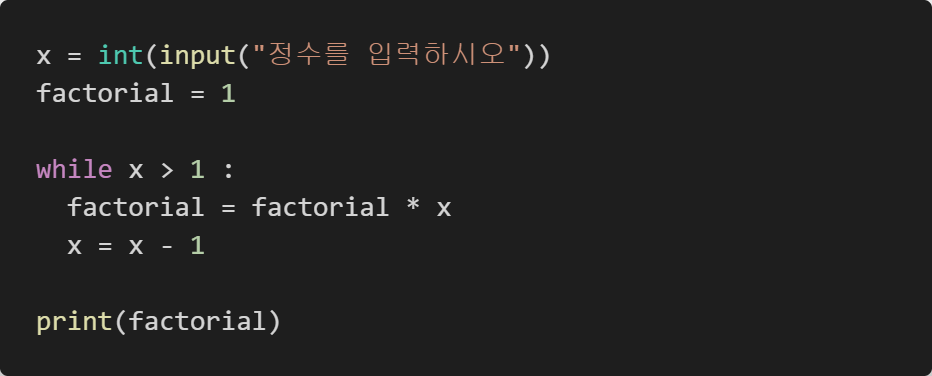 x = int(input("정수를 입력하시오"))
factorial = 1
while x > 1 :
  factorial = factorial * x
  x = x - 1
print(factorial)